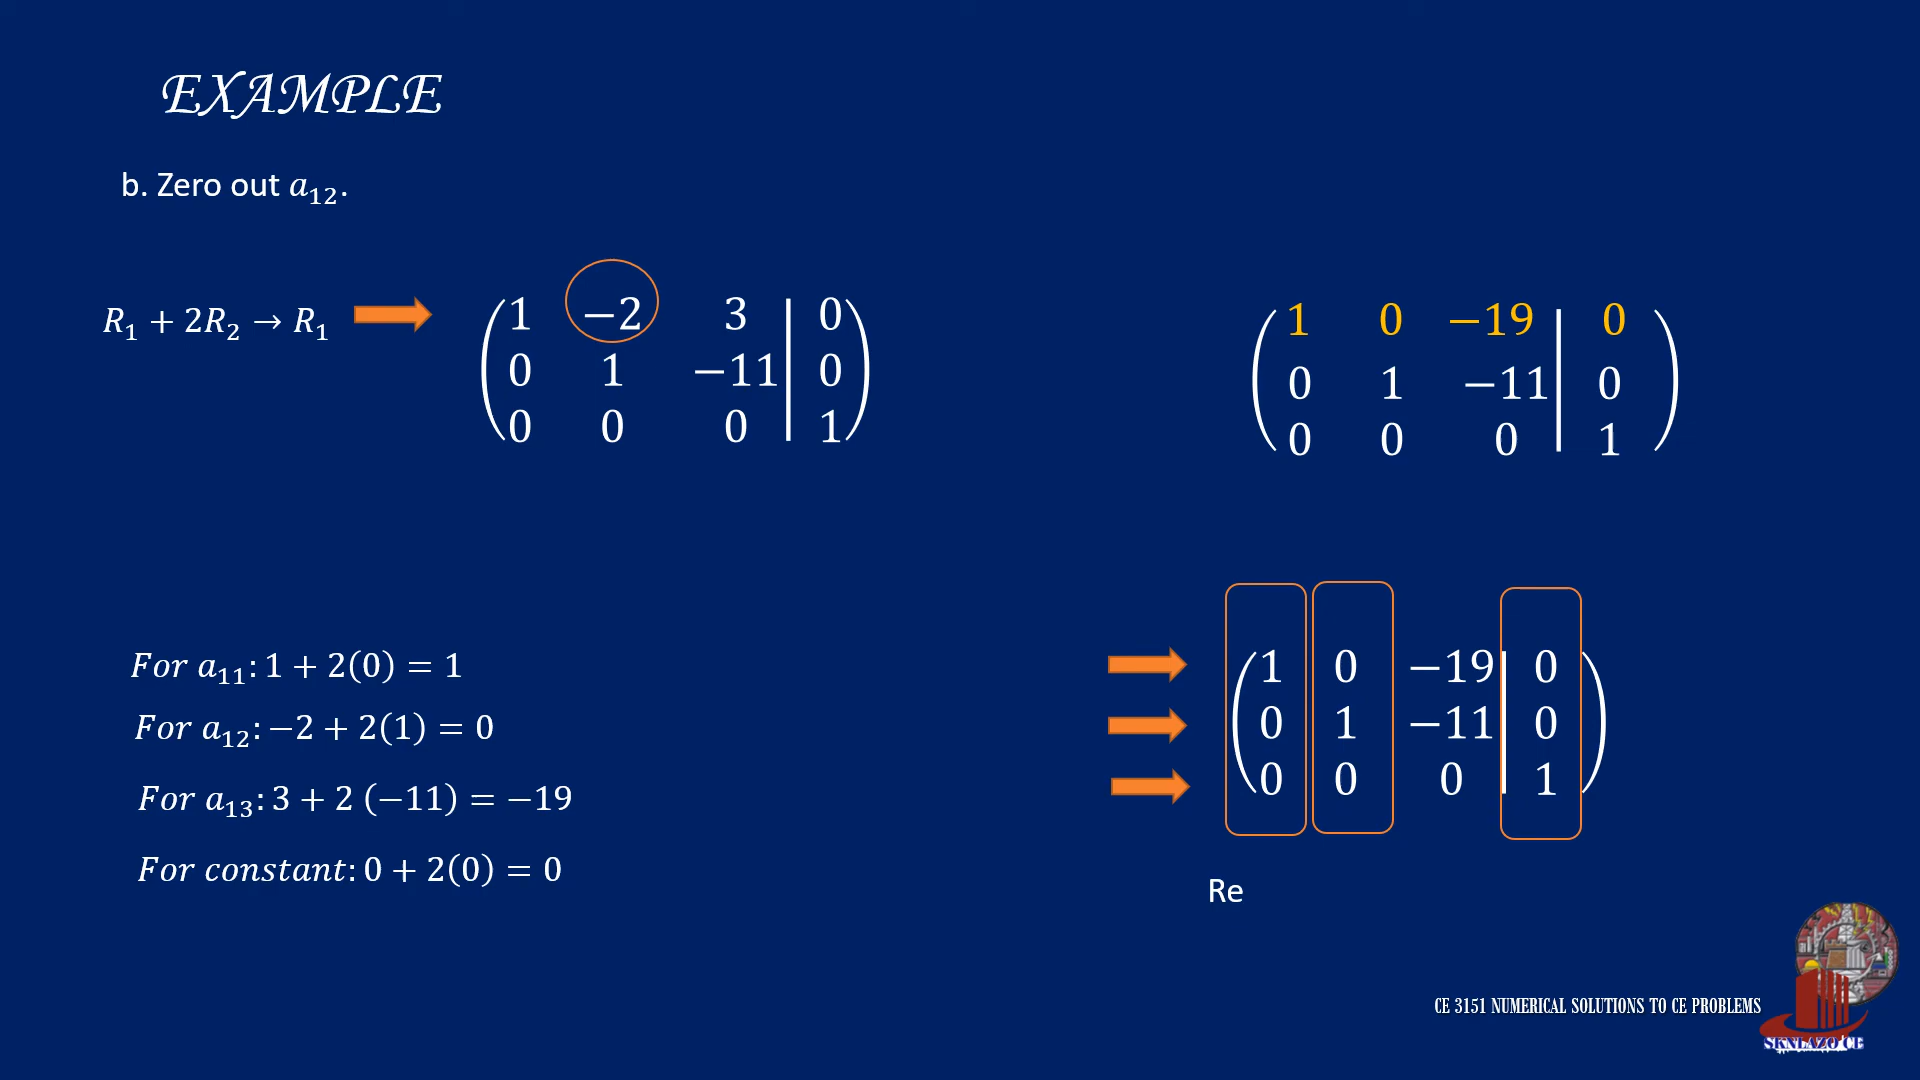 EXAMPLE
b. Zero out a₁₂.
R₁ + 2R₂ → R₁
1 −2 3 | 0
0 1 −11 | 0
0 0 0 | 1
1 0 −19 | 0
0 1 −11 | 0
0 0 0 | 1
For a₁₁: 1 + 2(0) = 1
For a₁₂: −2 + 2(1) = 0
For a₁₃: 3 + 2 (−11) = −19
For constant: 0 + 2(0) = 0
1 0 −19 | 0
0 1 −11 | 0
0 0 0 | 1
Re
CE 3151 NUMERICAL SOLUTIONS TO CE PROBLEMS
SKNLAZO CE